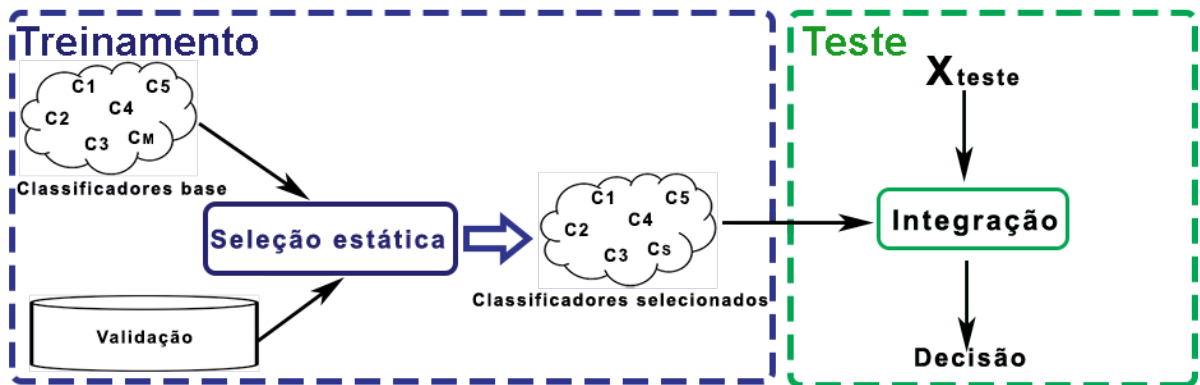 Treinamento
C1
C5
C2
C4
C3
CM
Classificadores base
Seleção estática
Validação
C1
C5
C2
C4
C3
CS
Classificadores selecionados
Teste
Xteste
Integração
Decisão